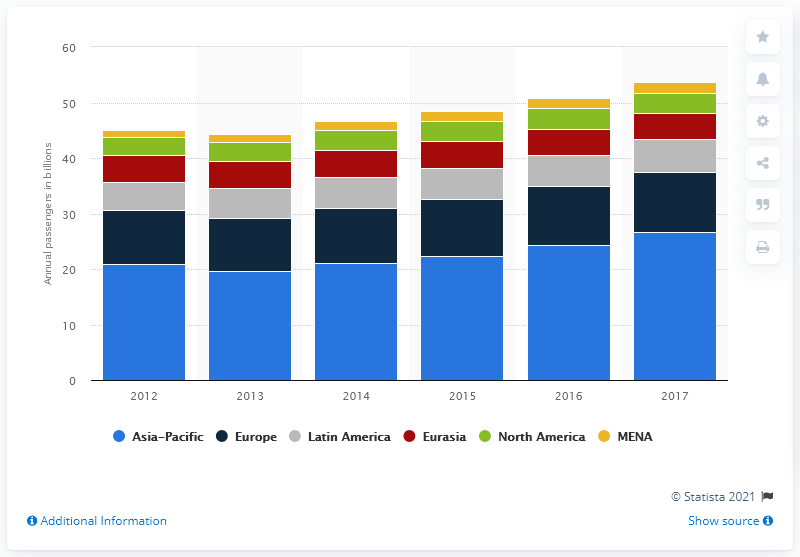 60
50
40
30
20
10
0
Annual passengers in billions
2012 2013 2014 2015 2016 2017
Asia-Pacific Europe Latin America Eurasia North America MENA
© Statista 2021
Additional Information Show source